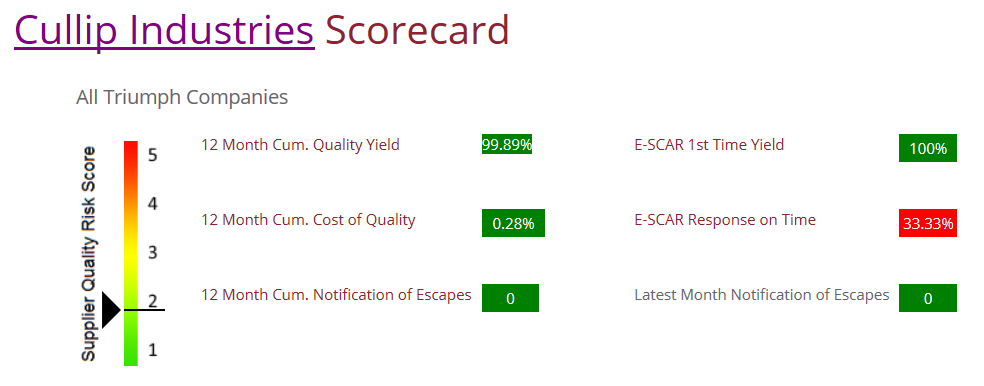 Cullip Industries Scorecard
All Triumph Companies
Supplier Quality Risk Score
5
4
3
2
1
12 Month Cum. Quality Yield 99.89%
E-SCAR 1st Time Yield 100%
12 Month Cum. Cost of Quality 0.28%
E-SCAR Response on Time 33.33%
12 Month Cum. Notification of Escapes 0
Latest Month Notification of Escapes 0